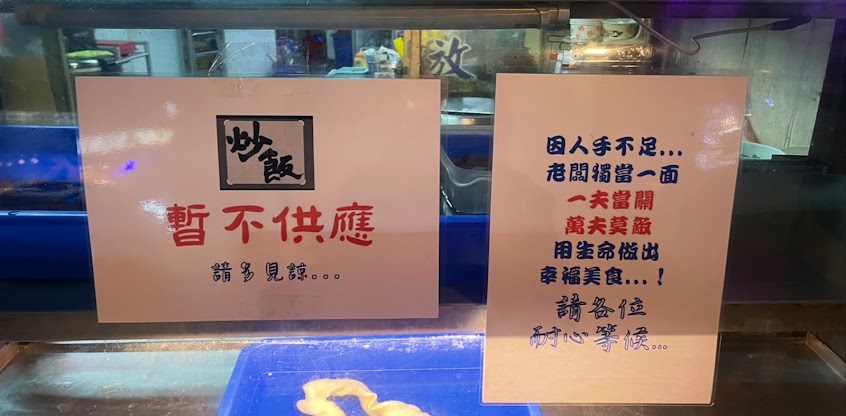 放
炒飯
暫不供應
請多見諒...
因人手不足...
老闆獨當一面
一夫當關
萬夫莫敵
用生命做出
幸福美食...！
請各位
耐心等候...